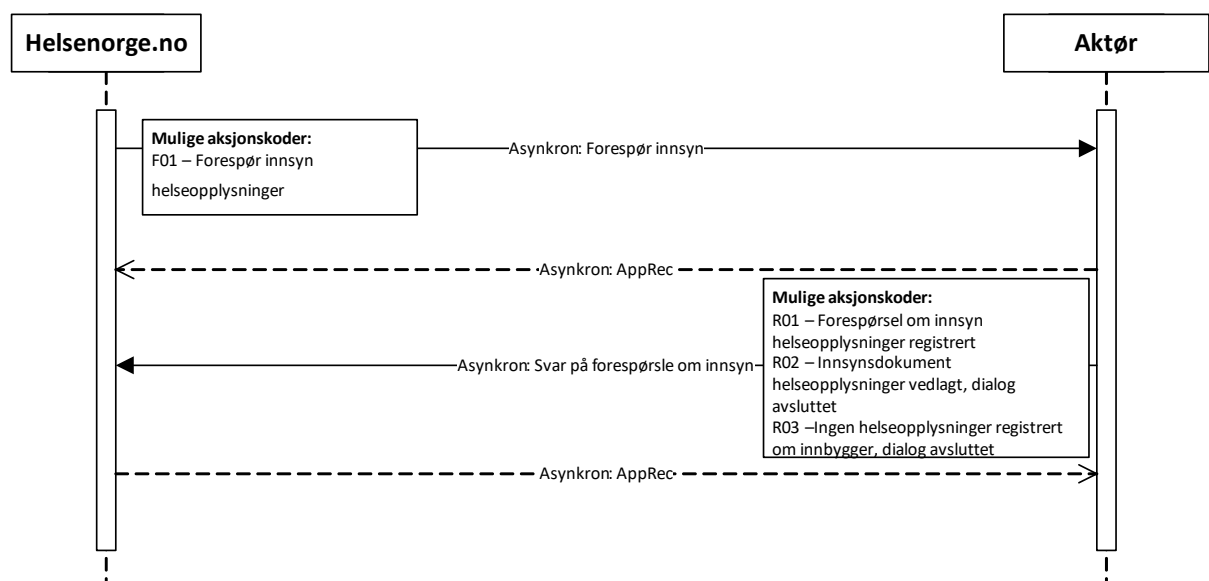 Helsenorge.no
Aktør
Mulige aksjonskoder:
F01 – Forespør innsyn
helseopplysninger
Asynkron: Forespør innsyn
Asynkron: AppRec
Mulige aksjonskoder:
R01 – Forespørsel om innsyn
helseopplysninger registrert
R02 – Innsynsdokument
helseopplysninger vedlagt, dialog
avsluttet
R03 –Ingen helseopplysninger registrert
om innbygger, dialog avsluttet
Asynkron: Svar på forespørsle om innsyn
Asynkron: AppRec